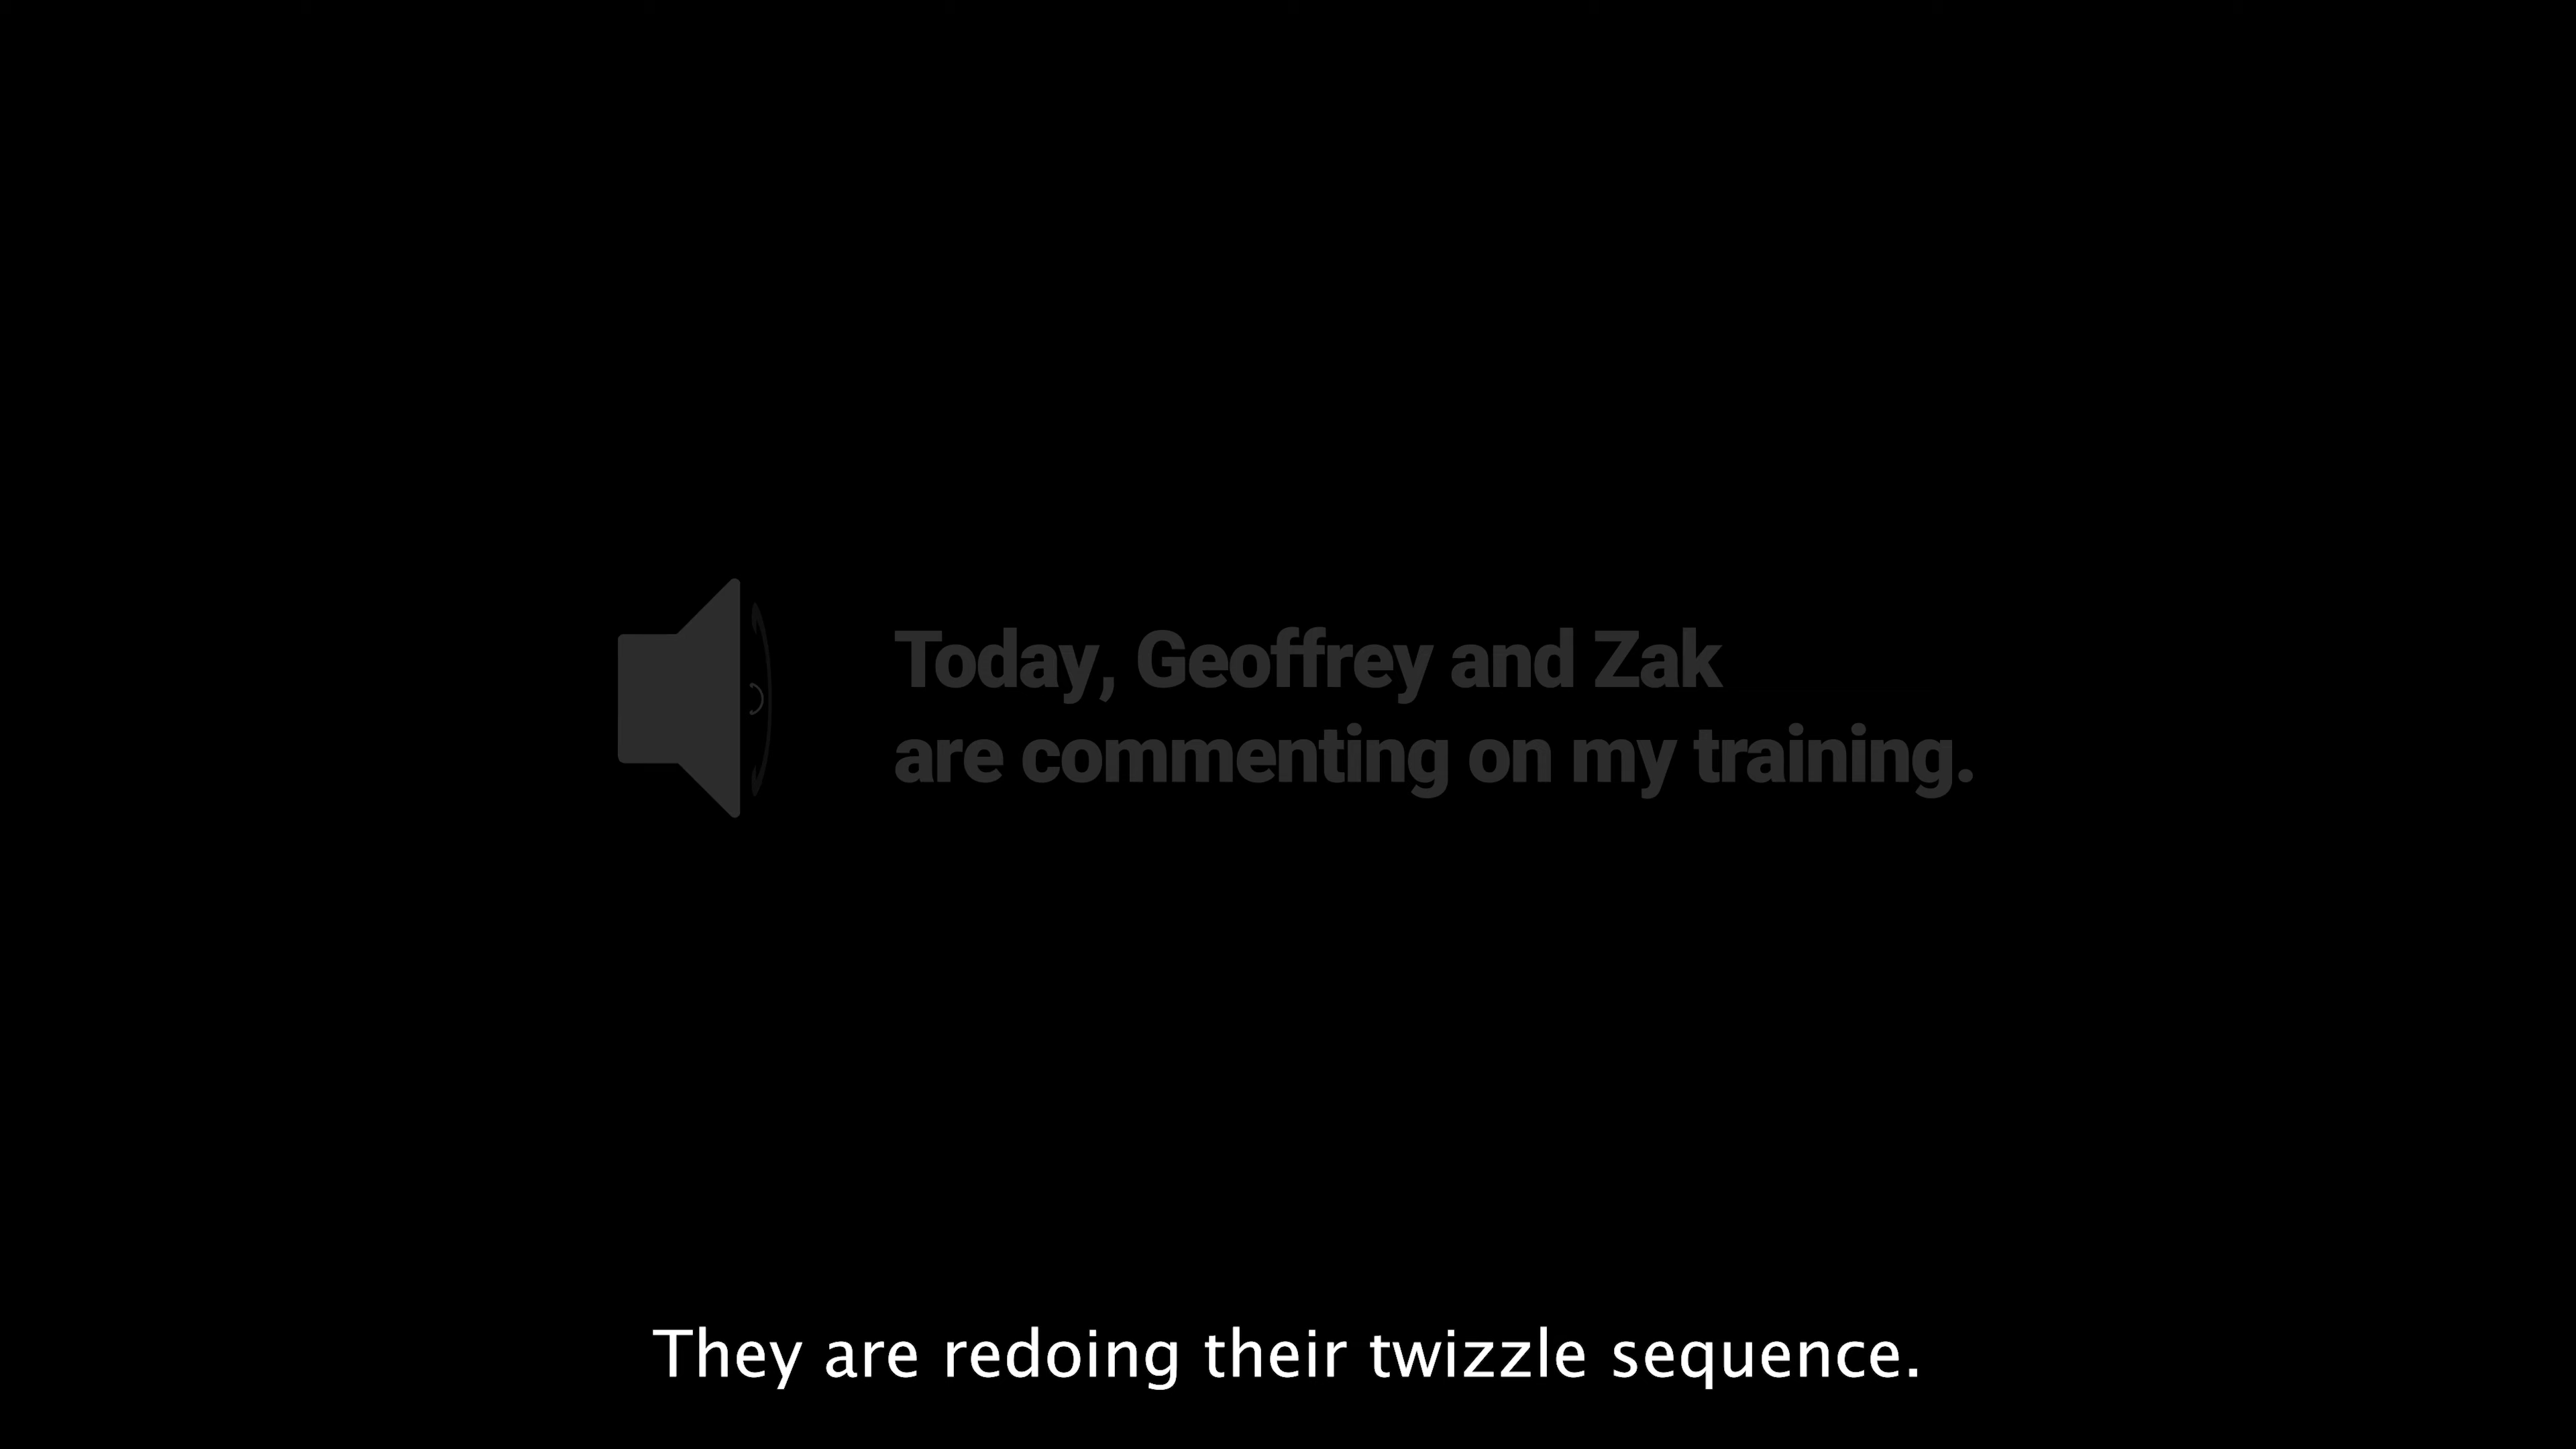 Today, Geoffrey and Zak
are commenting on my training.
They are redoing their twizzle sequence.